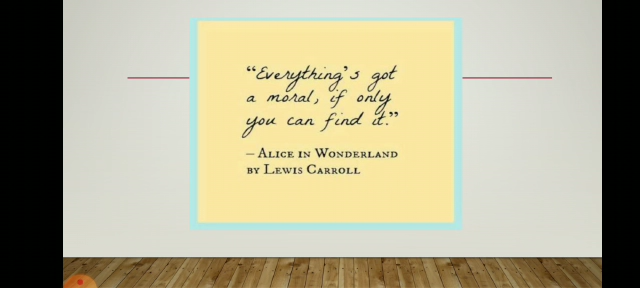 “Everything’s got
a moral, if only
you can find it.”
– Alice in Wonderland
by Lewis Carroll